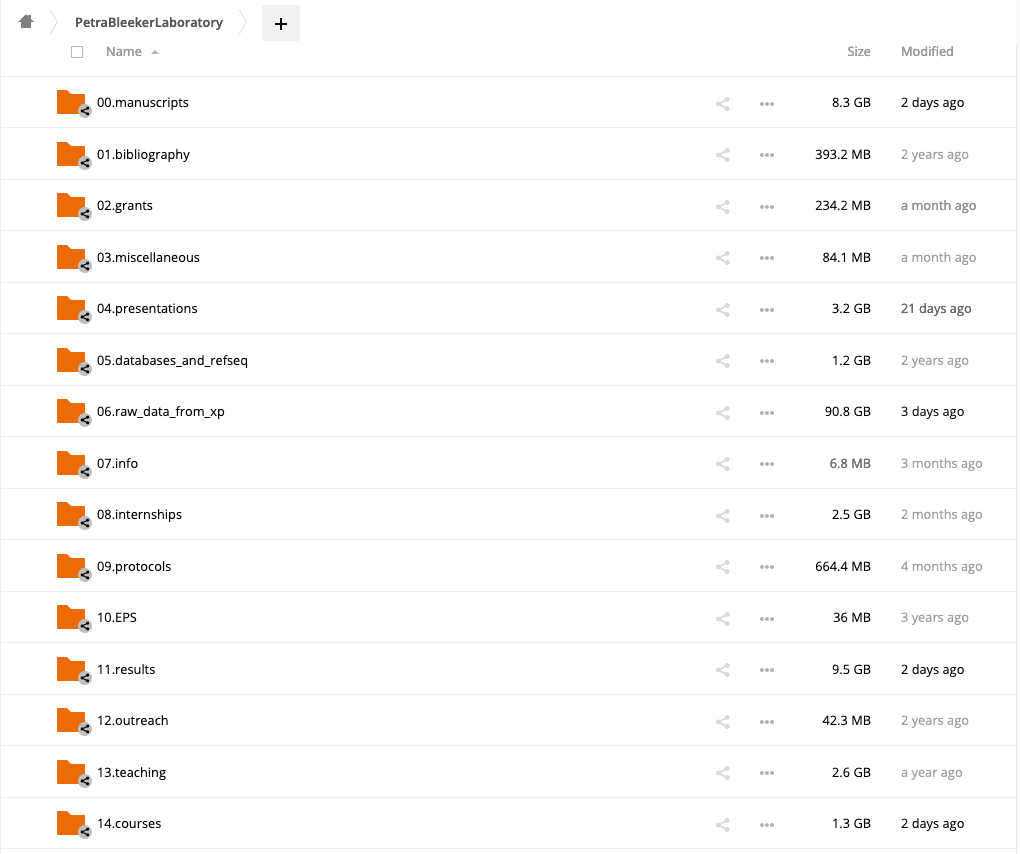 PetraBleekerLaboratory +
Name Size Modified
00.manuscripts 8.3 GB 2 days ago
01.bibliography 393.2 MB 2 years ago
02.grants 234.2 MB a month ago
03.miscellaneous 84.1 MB a month ago
04.presentations 3.2 GB 21 days ago
05.databases_and_refseq 1.2 GB 2 years ago
06.raw_data_from_xp 90.8 GB 3 days ago
07.info 6.8 MB 3 months ago
08.internships 2.5 GB 2 months ago
09.protocols 664.4 MB 4 months ago
10.EPS 36 MB 3 years ago
11.results 9.5 GB 2 days ago
12.outreach 42.3 MB 2 years ago
13.teaching 2.6 GB a year ago
14.courses 1.3 GB 2 days ago